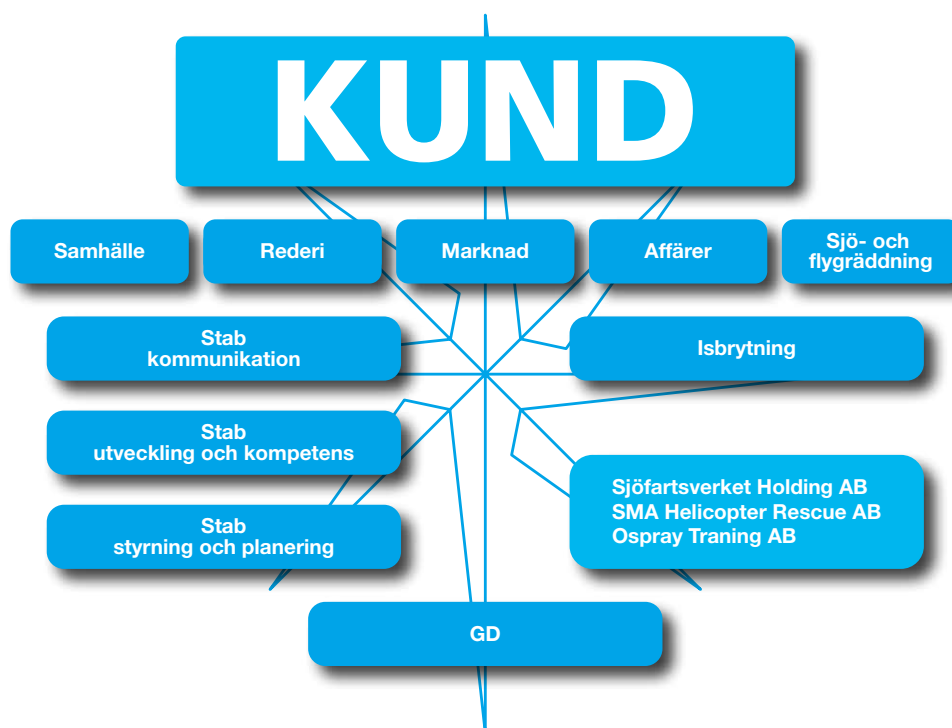 KUND
Samhälle
Rederi
Marknad
Affärer
Sjö- och
flygräddning
Stab
kommunikation
Isbrytning
Stab
utveckling och kompetens
Stab
styrning och planering
Sjöfartsverket Holding AB
SMA Helicopter Rescue AB
Ospray Traning AB
GD